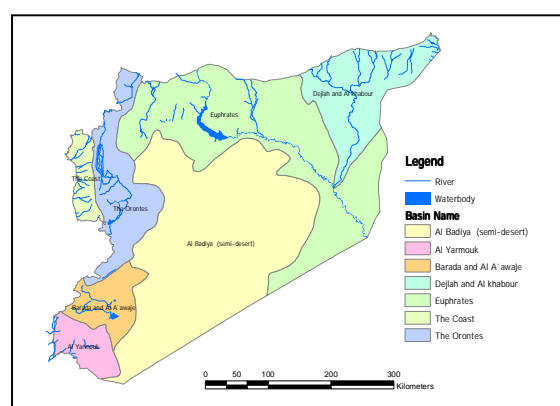 Dejlah and Al khabour
Euphrates
The Coast
The Orontes
Al Badiya (semi-desert)
Barada and Al A`awaje
Al Yarmouk
Legend
River
Waterbody
Basin Name
Al Badiya (semi-desert)
Al Yarmouk
Barada and Al A`awaje
Dejlah and Al khabour
Euphrates
The Coast
The Orontes
0 50 100 200 300
Kilometers